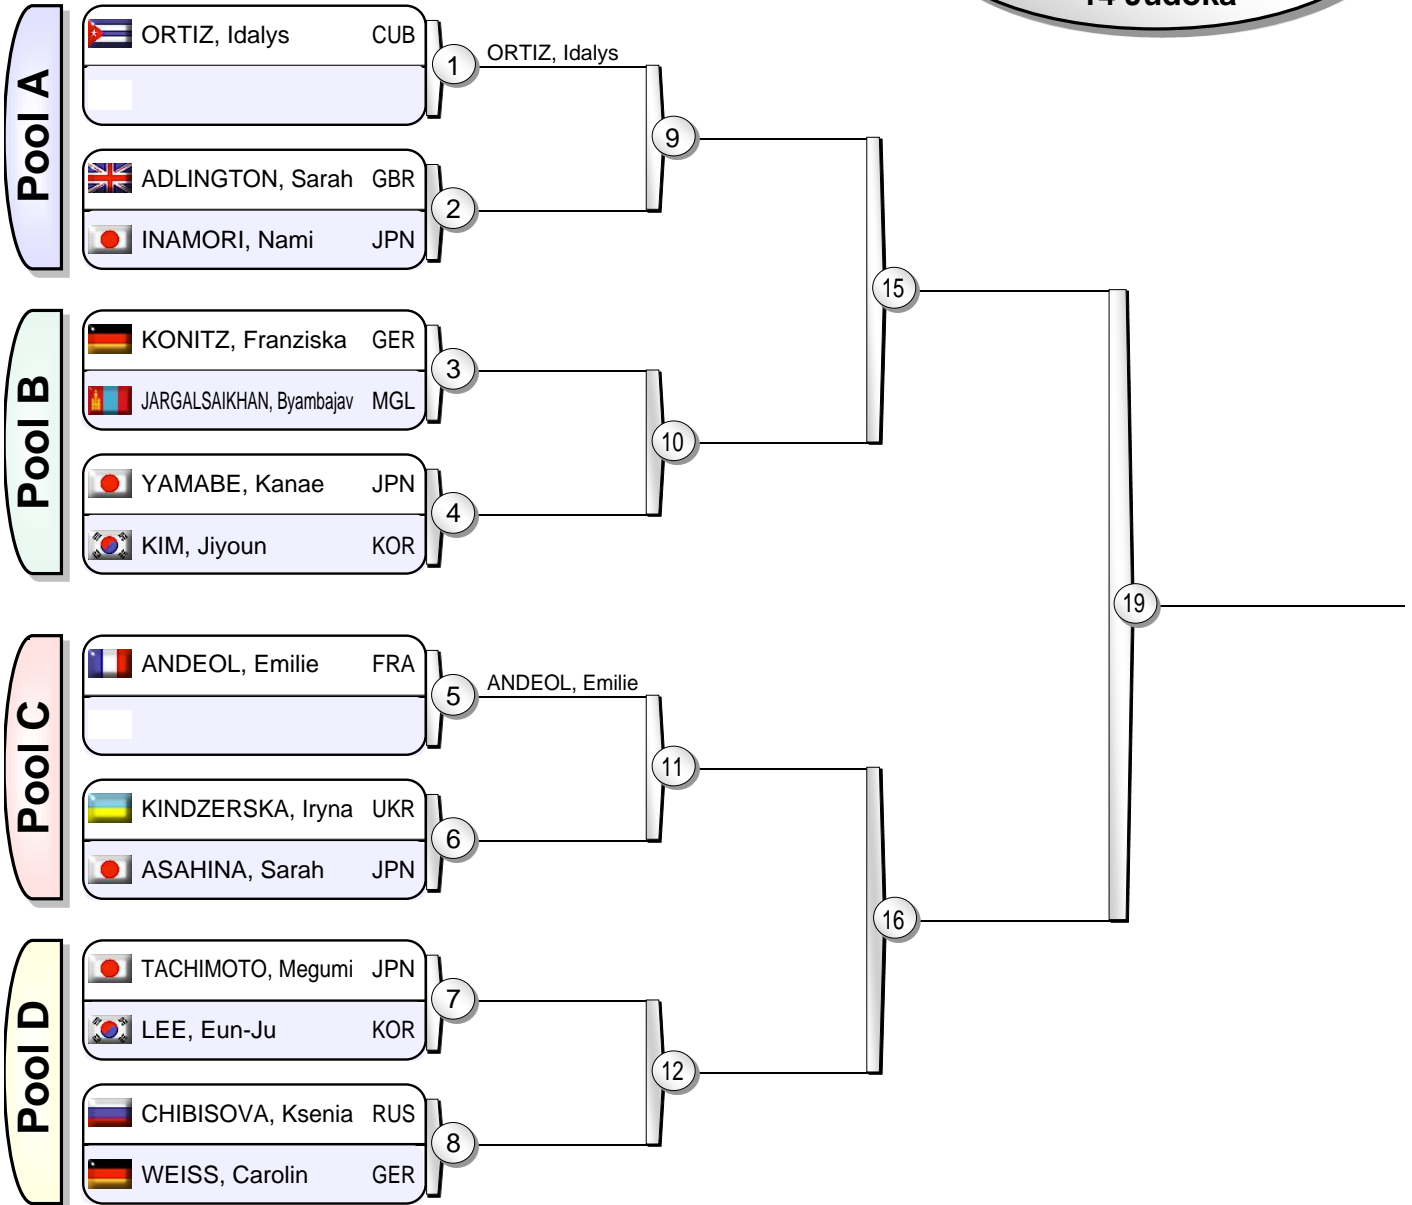 14 Judoka
Pool A
ORTIZ, Idalys CUB
1
ORTIZ, Idalys
9
ADLINGTON, Sarah GBR
2
INAMORI, Nami JPN
15
Pool B
KONITZ, Franziska GER
3
JARGALSAIKHAN, Byambajav MGL
10
YAMABE, Kanae JPN
4
KIM, Jiyoun KOR
19
Pool C
ANDEOL, Emilie FRA
5
ANDEOL, Emilie
11
KINDZERSKA, Iryna UKR
6
ASAHINA, Sarah JPN
16
Pool D
TACHIMOTO, Megumi JPN
7
LEE, Eun-Ju KOR
12
CHIBISOVA, Ksenia RUS
8
WEISS, Carolin GER